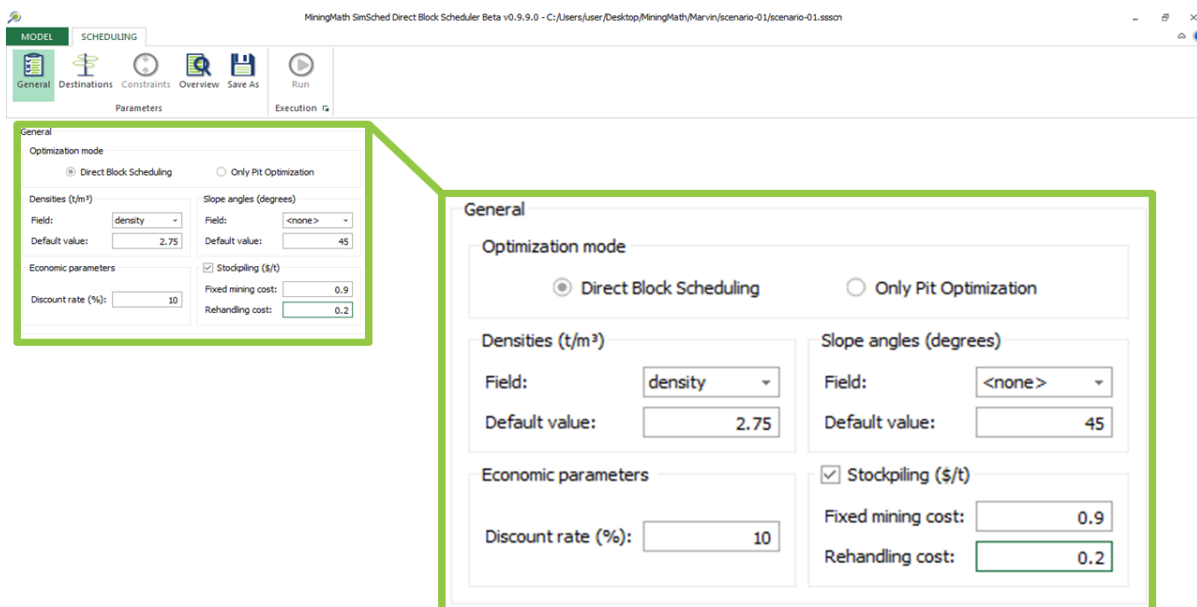 MiningMath SimSched Direct Block Scheduler Beta v0.9.9.0 - C:/Users/user/Desktop/MiningMath/Marvin/scenario-01/scenario-01.ssscn
MODEL SCHEDULING
General Destinations Constraints Overview Save As Run
Parameters Execution
General
Optimization mode
Direct Block Scheduling Only Pit Optimization
Densities (t/m³) Slope angles (degrees)
Field: density Field: <none>
Default value: 2.75 Default value: 45
Economic parameters Stockpiling ($/t)
Fixed mining cost: 0.9
Discount rate (%): 10
Rehandling cost: 0.2
General
Optimization mode
Direct Block Scheduling Only Pit Optimization
Densities (t/m³) Slope angles (degrees)
Field: density Field: <none>
Default value: 2.75 Default value: 45
Economic parameters Stockpiling ($/t)
Fixed mining cost: 0.9
Discount rate (%): 10
Rehandling cost: 0.2